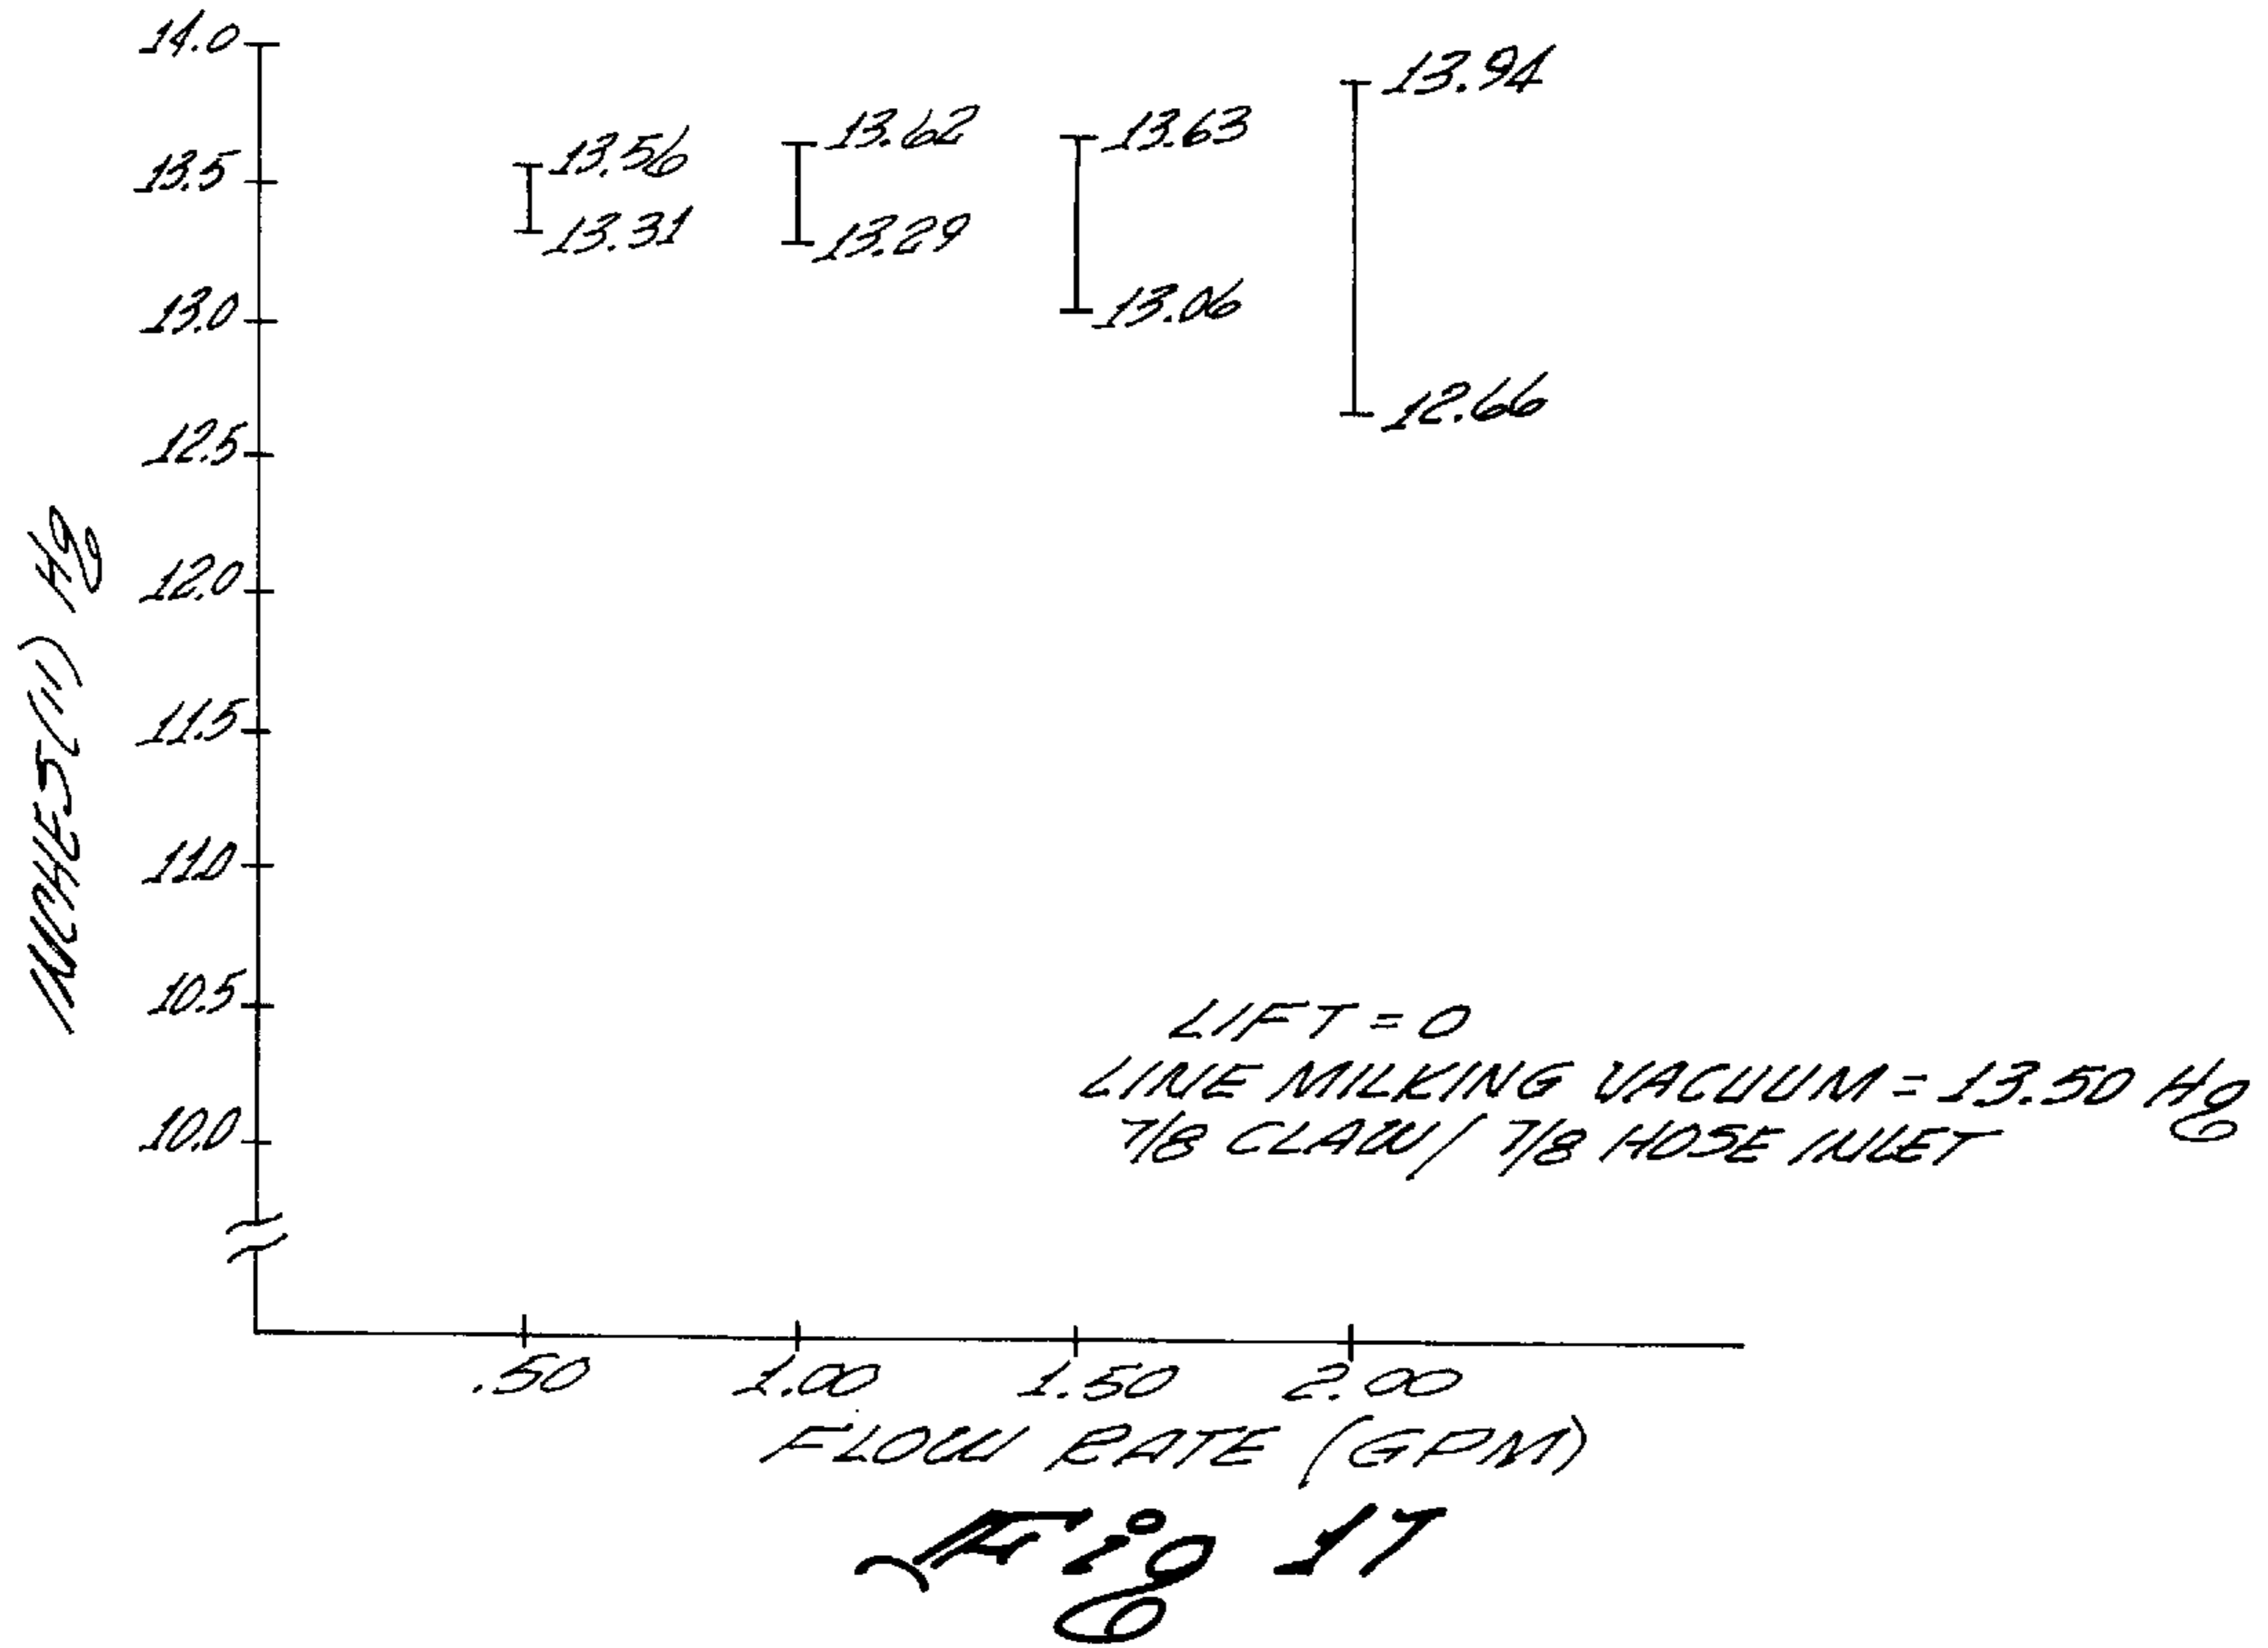 14.0
13.94
13.62
13.63
13.56
13.5
13.31
13.29
13.0
13.06
12.66
12.5
12.0
INCHES (") Hg
11.5
11.0
10.5
LIFT = 0
LINE MILKING VACUUM = 13.50 Hg
7/8 CLAW / 7/8 HOSE INLET
10.0
.50 1.00 1.50 2.00
FLOW RATE (GPM)
Fig 17